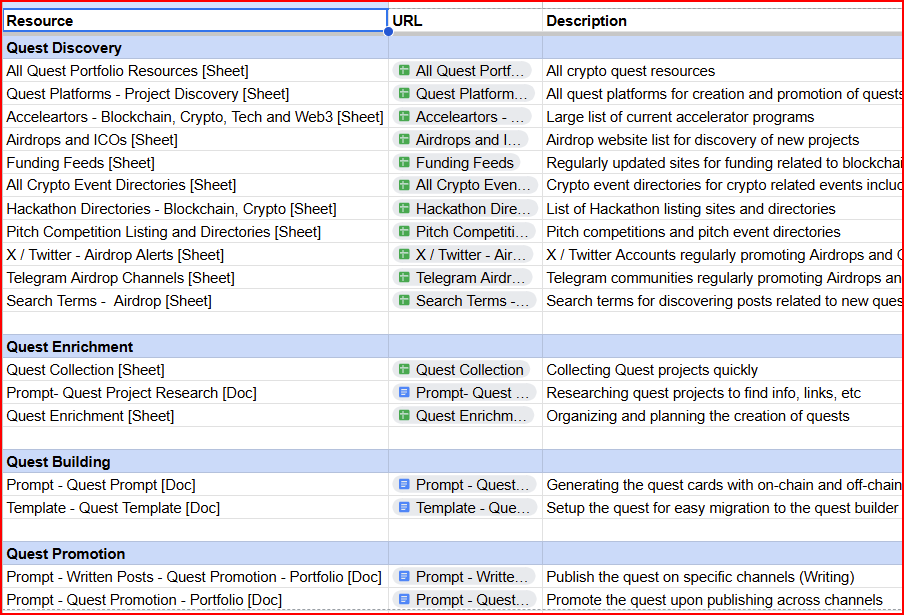 Resource URL Description
Quest Discovery
All Quest Portfolio Resources [Sheet] All Quest Portf... All crypto quest resources
Quest Platforms - Project Discovery [Sheet] Quest Platform... All quest platforms for creation and promotion of quests
Acceleartors - Blockchain, Crypto, Tech and Web3 [Sheet] Acceleartors - ... Large list of current accelerator programs
Airdrops and ICOs [Sheet] Airdrops and I... Airdrop website list for discovery of new projects
Funding Feeds [Sheet] Funding Feeds Regularly updated sites for funding related to blockchai
All Crypto Event Directories [Sheet] All Crypto Even... Crypto event directories for crypto related events includ
Hackathon Directories - Blockchain, Crypto [Sheet] Hackathon Dire... List of Hackathon listing sites and directories
Pitch Competition Listing and Directories [Sheet] Pitch Competiti... Pitch competitions and pitch event directories
X / Twitter - Airdrop Alerts [Sheet] X / Twitter - Air... X / Twitter Accounts regularly promoting Airdrops and
Telegram Airdrop Channels [Sheet] Telegram Airdr... Telegram communities regularly promoting Airdrops an
Search Terms - Airdrop [Sheet] Search Terms -... Search terms for discovering posts related to new ques
Quest Enrichment
Quest Collection [Sheet] Quest Collection Collecting Quest projects quickly
Prompt- Quest Project Research [Doc] Prompt- Quest ... Researching quest projects to find info, links, etc
Quest Enrichment [Sheet] Quest Enrichm... Organizing and planning the creation of quests
Quest Building
Prompt - Quest Prompt [Doc] Prompt - Quest... Generating the quest cards with on-chain and off-chain
Template - Quest Template [Doc] Template - Que... Setup the quest for easy migration to the quest builder
Quest Promotion
Prompt - Written Posts - Quest Promotion - Portfolio [Doc] Prompt - Writte... Publish the quest on specific channels (Writing)
Prompt - Quest Promotion - Portfolio [Doc] Prompt - Quest... Promote the quest upon publishing across channels